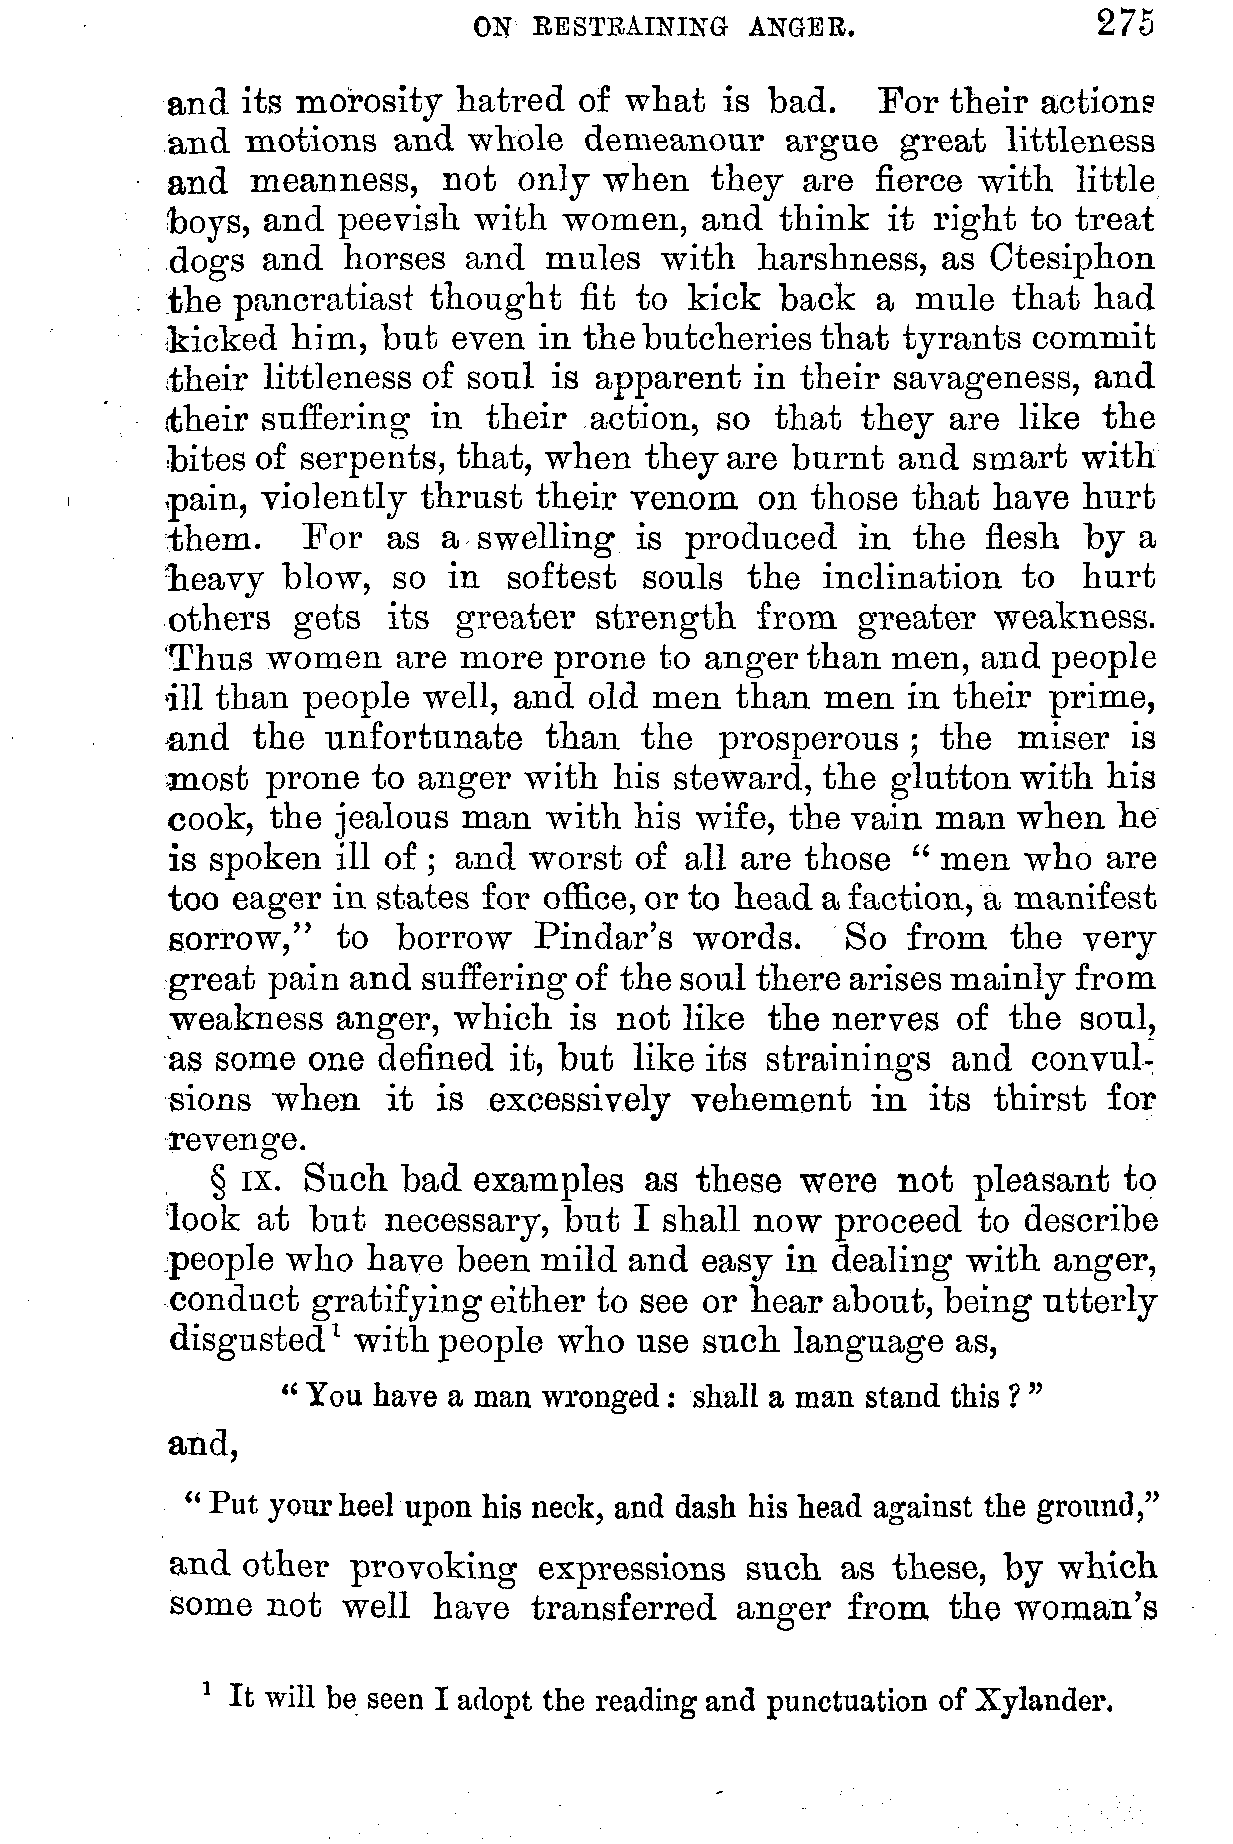 ON RESTRAINING ANGER. 275
and its morosity hatred of what is bad. For their actions
and motions and whole demeanour argue great littleness
and meanness, not only when they are fierce with little
boys, and peevish with women, and think it right to treat
dogs and horses and mules with harshness, as Ctesiphon
the pancratiast thought fit to kick back a mule that had
kicked him, but even in the butcheries that tyrants commit
their littleness of soul is apparent in their savageness, and
their suffering in their action, so that they are like the
bites of serpents, that, when they are burnt and smart with
pain, violently thrust their venom on those that have hurt
them. For as a swelling is produced in the flesh by a
heavy blow, so in softest souls the inclination to hurt
others gets its greater strength from greater weakness.
Thus women are more prone to anger than men, and people
ill than people well, and old men than men in their prime,
and the unfortunate than the prosperous ; the miser is
most prone to anger with his steward, the glutton with his
cook, the jealous man with his wife, the vain man when he
is spoken ill of ; and worst of all are those “ men who are
too eager in states for office, or to head a faction, a manifest
sorrow,” to borrow Pindar’s words. So from the very
great pain and suffering of the soul there arises mainly from
weakness anger, which is not like the nerves of the soul,
as some one defined it, but like its strainings and convul-
sions when it is excessively vehement in its thirst for
revenge.
§ IX. Such bad examples as these were not pleasant to
look at but necessary, but I shall now proceed to describe
people who have been mild and easy in dealing with anger,
conduct gratifying either to see or hear about, being utterly
disgusted¹ with people who use such language as,
“ You have a man wronged : shall a man stand this ? ”
and,
“ Put your heel upon his neck, and dash his head against the ground,”
and other provoking expressions such as these, by which
some not well have transferred anger from the woman’s
¹ It will be seen I adopt the reading and punctuation of Xylander.